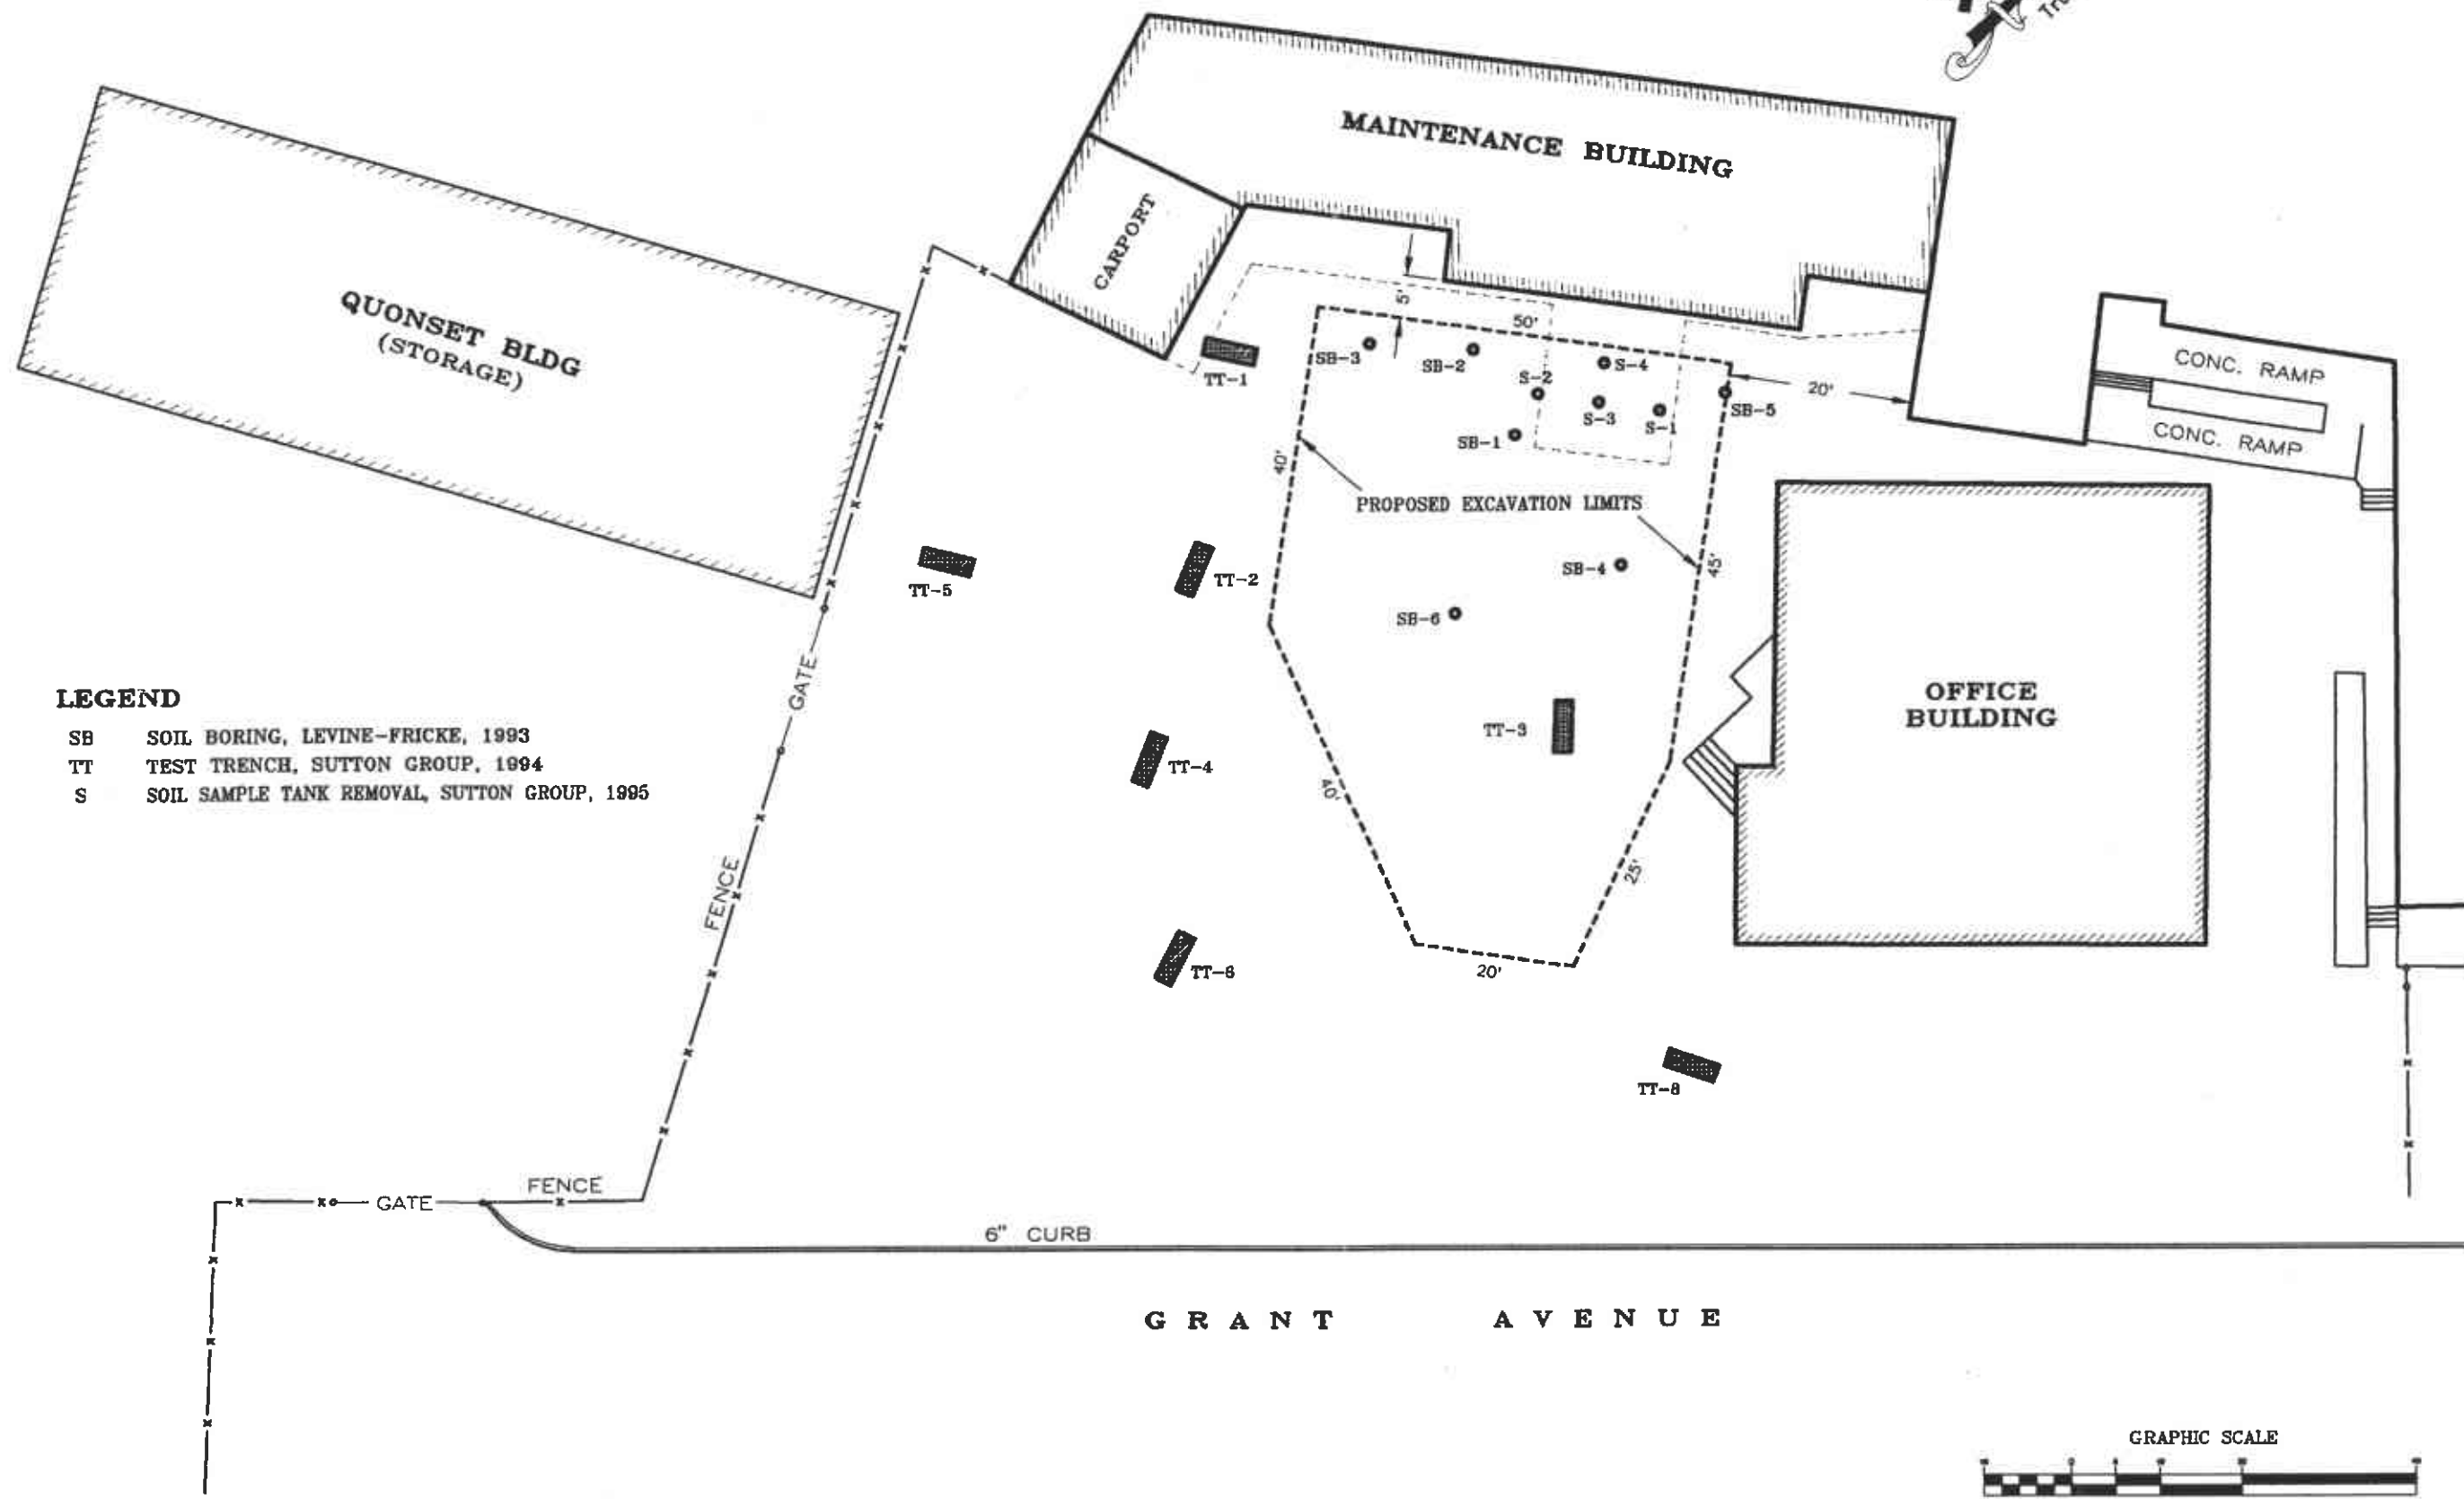 MAINTENANCE BUILDING
CARPORT
QUONSET BLDG
(STORAGE)
5'
50'
SB-3
SB-2
S-2
S-4
S-3
S-1
SB-5
SB-1
TT-1
20'
CONC. RAMP
CONC. RAMP
40'
PROPOSED EXCAVATION LIMITS
45'
SB-4
SB-6
TT-5
TT-2
TT-3
TT-4
40'
25'
20'
TT-6
TT-8
OFFICE
BUILDING
GATE
FENCE
LEGEND
SB SOIL BORING, LEVINE-FRICKE, 1993
TT TEST TRENCH, SUTTON GROUP, 1994
S SOIL SAMPLE TANK REMOVAL, SUTTON GROUP, 1995
GATE
FENCE
6" CURB
GRANT AVENUE
GRAPHIC SCALE